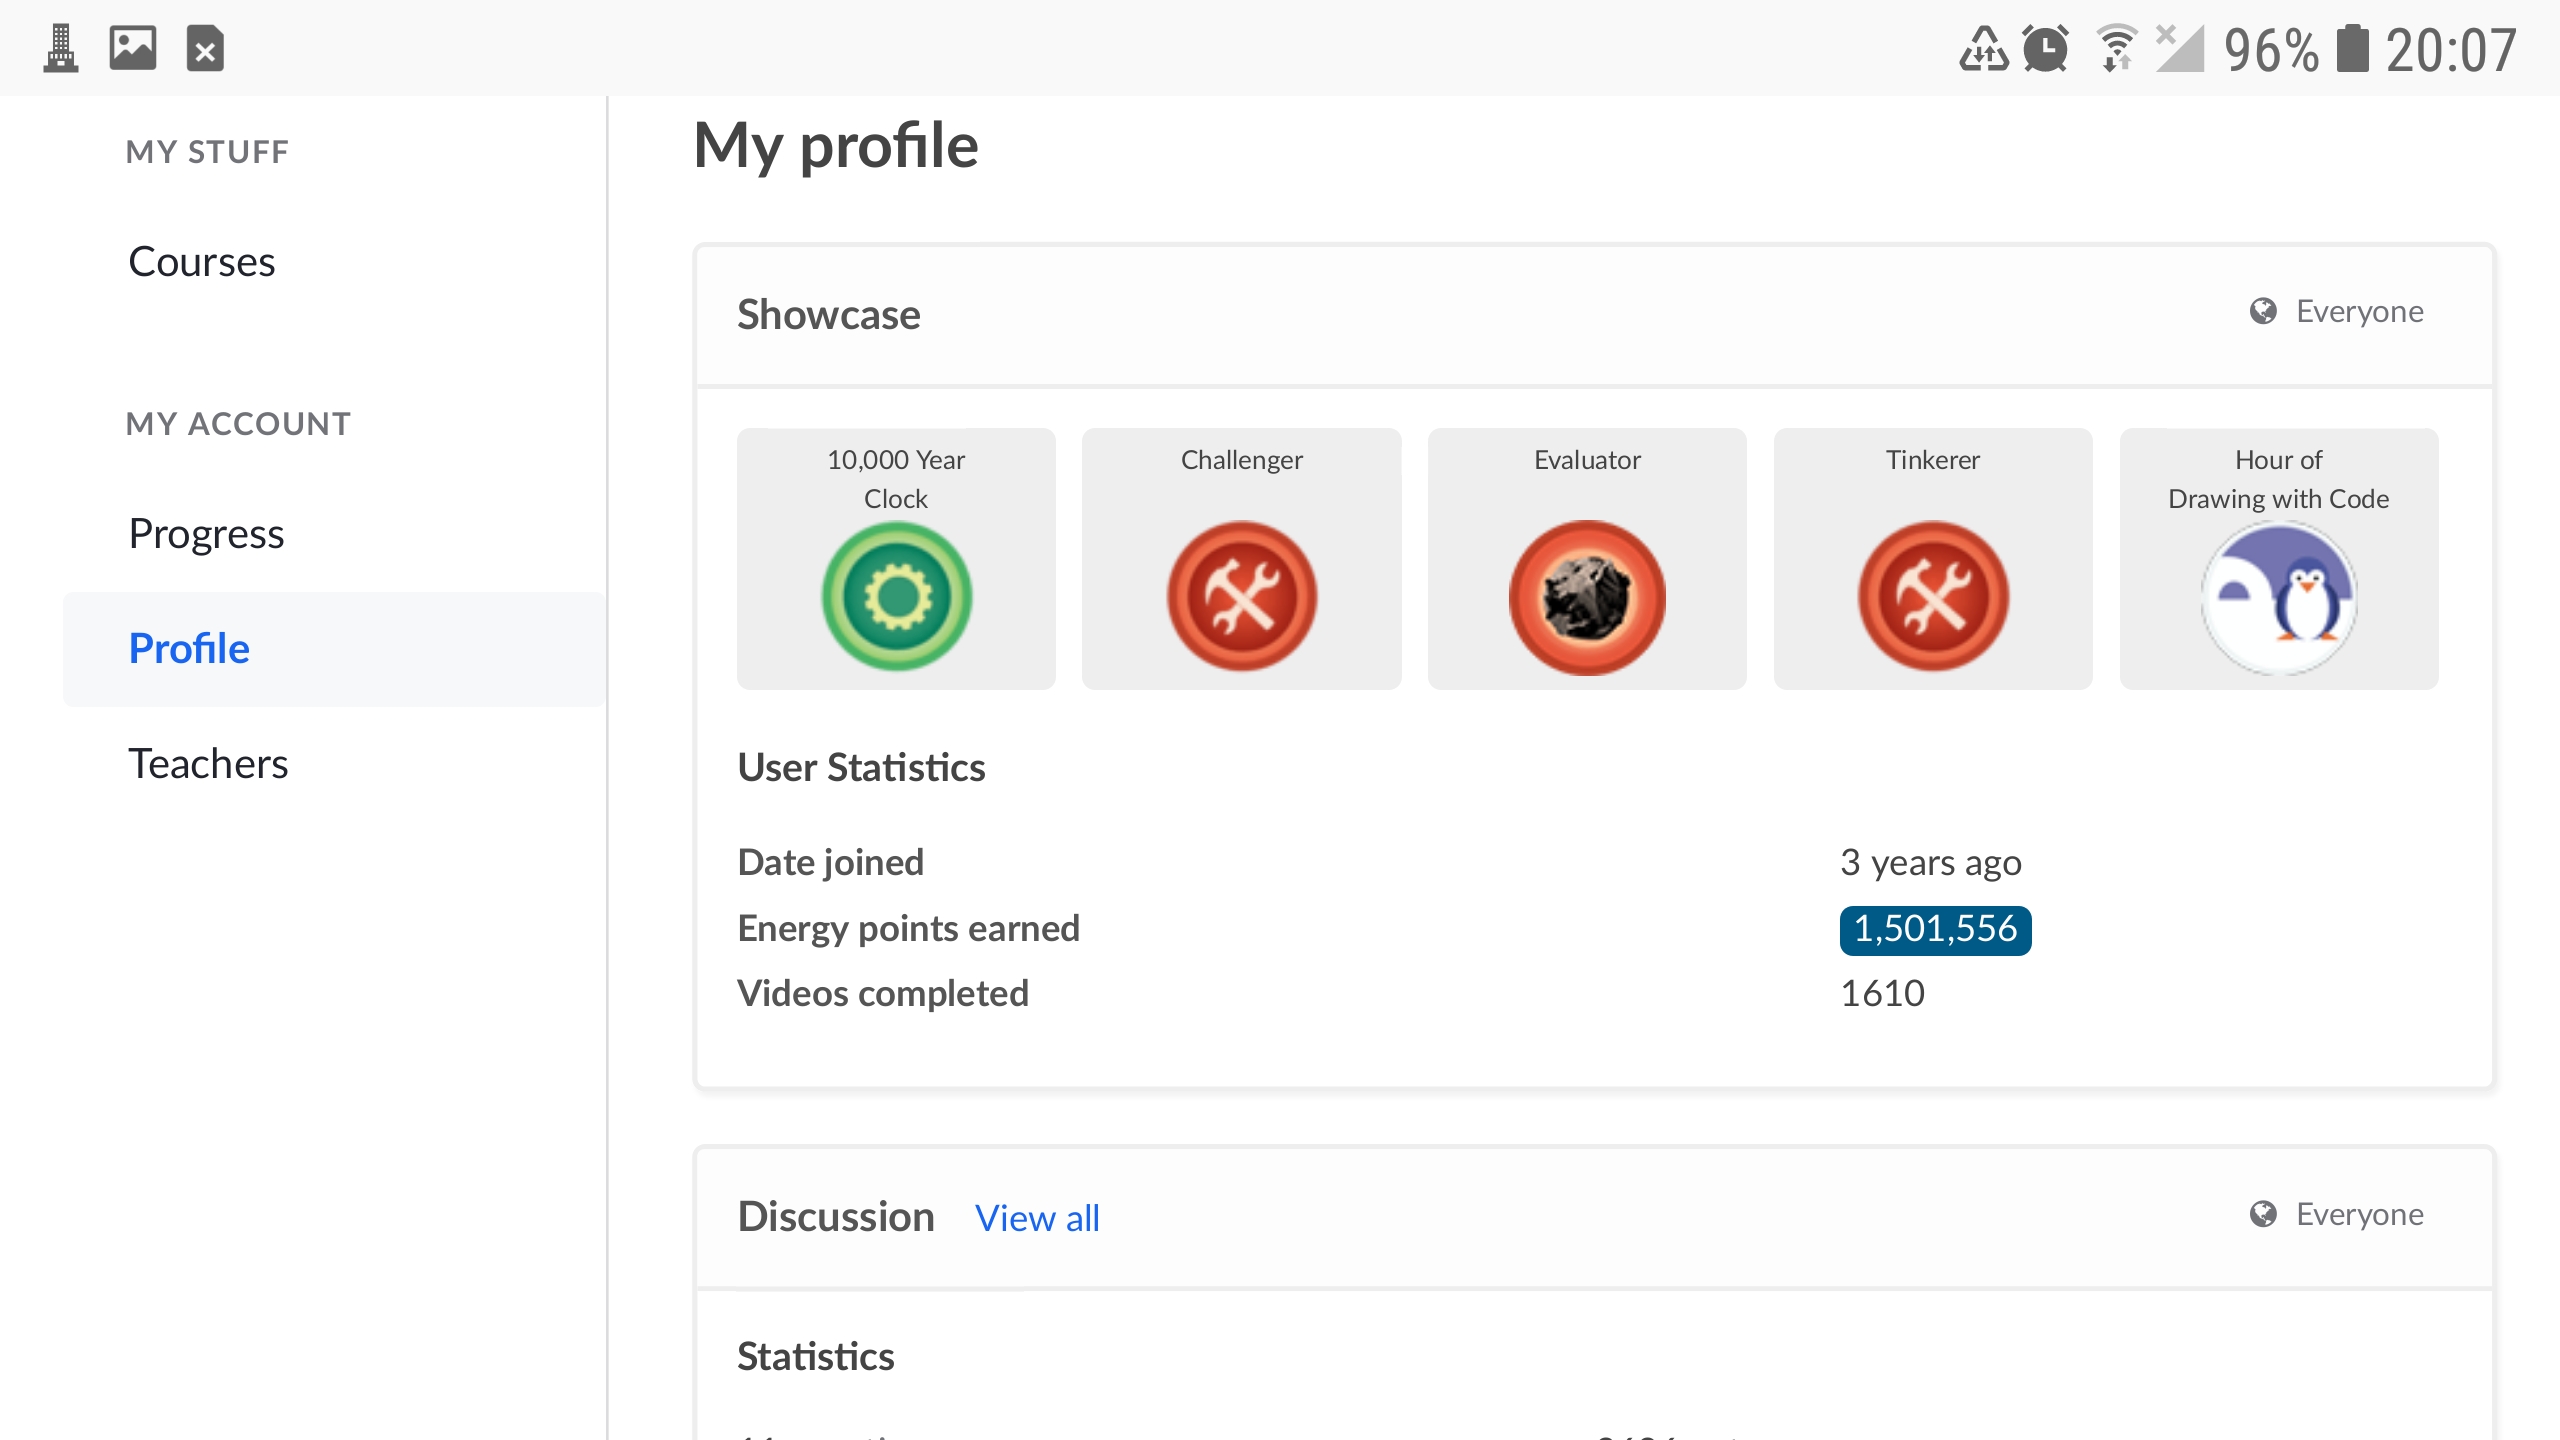 96% 20:07
MY STUFF
Courses
MY ACCOUNT
Progress
Profile
Teachers
My profile
Showcase
Everyone
10,000 Year
Clock
Challenger
Evaluator
Tinkerer
Hour of
Drawing with Code
User Statistics
Date joined
3 years ago
Energy points earned
1,501,556
Videos completed
1610
Discussion
View all
Everyone
Statistics